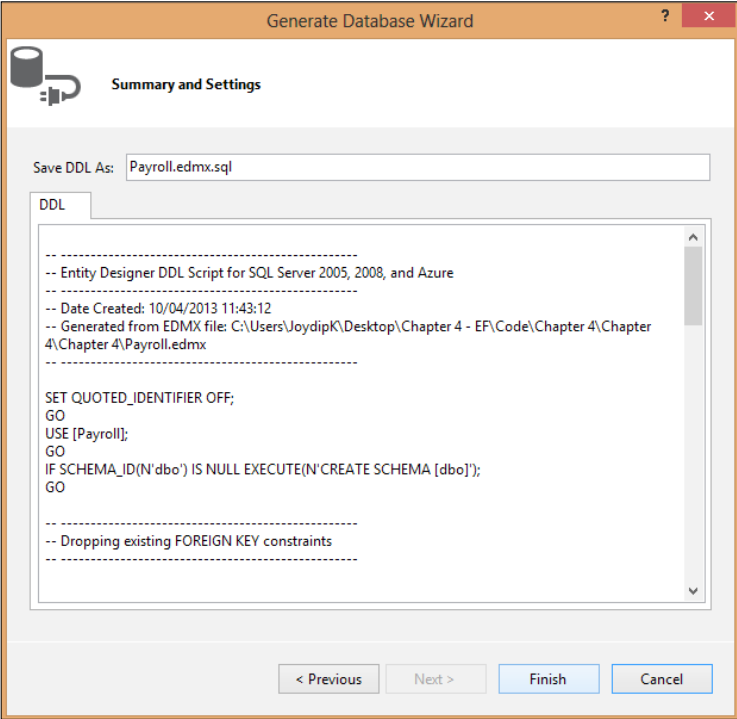 Generate Database Wizard
?
×
Summary and Settings
Save DDL As: Payroll.edmx.sql
DDL
-- --------------------------------------------------
-- Entity Designer DDL Script for SQL Server 2005, 2008, and Azure
-- --------------------------------------------------
-- Date Created: 10/04/2013 11:43:12
-- Generated from EDMX file: C:\Users\JoydipK\Desktop\Chapter 4 - EF\Code\Chapter 4\Chapter
4\Chapter 4\Payroll.edmx
-- --------------------------------------------------
SET QUOTED_IDENTIFIER OFF;
GO
USE [Payroll];
GO
IF SCHEMA_ID(N'dbo') IS NULL EXECUTE(N'CREATE SCHEMA [dbo]');
GO
-- --------------------------------------------------
-- Dropping existing FOREIGN KEY constraints
-- --------------------------------------------------
< Previous Next > Finish Cancel